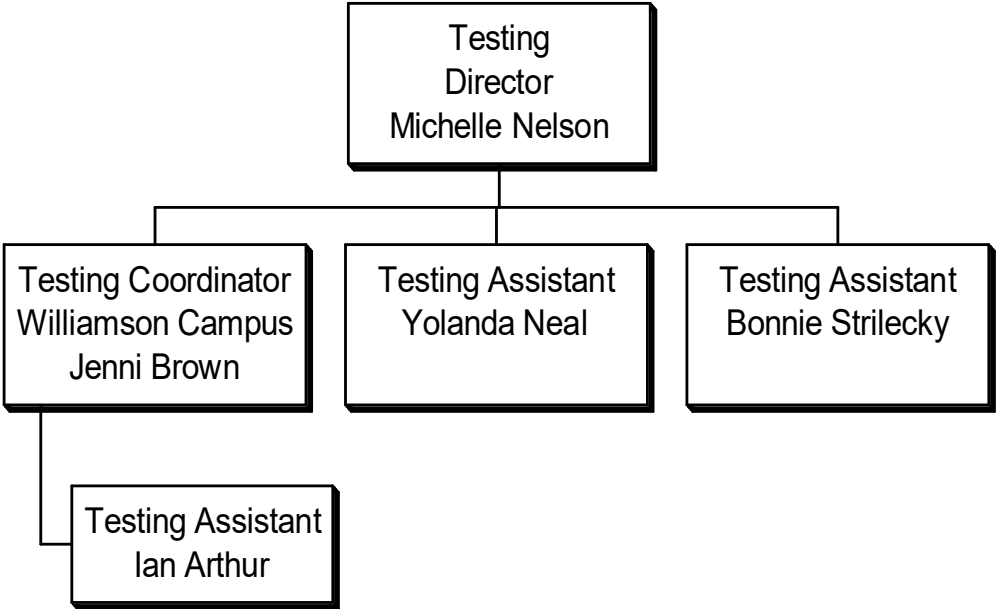 Testing
Director
Michelle Nelson
Testing Coordinator
Williamson Campus
Jenni Brown
Testing Assistant
Yolanda Neal
Testing Assistant
Bonnie Strilecky
Testing Assistant
Ian Arthur